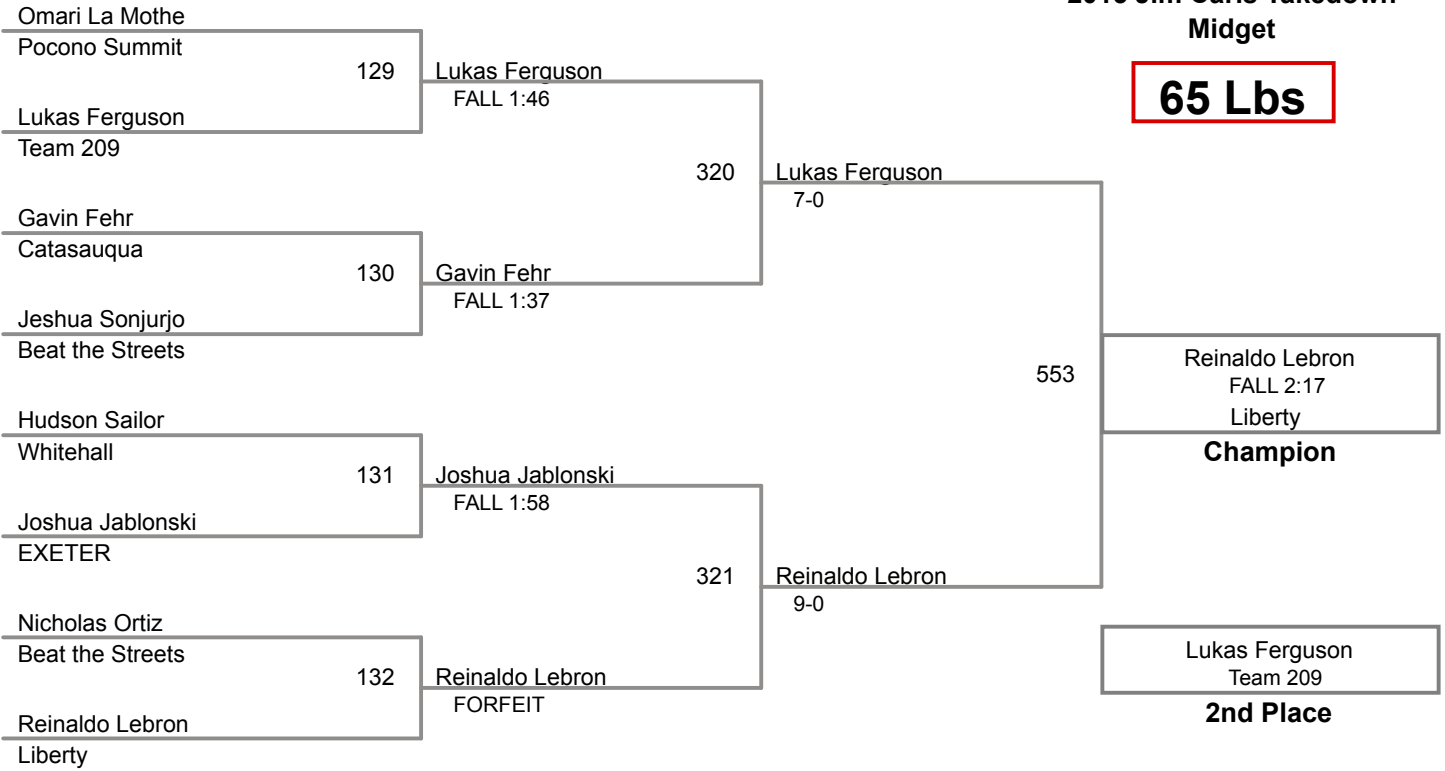 Midget
65 Lbs
Omari La Mothe
Pocono Summit
129
Lukas Ferguson
FALL 1:46
Lukas Ferguson
Team 209
320
Lukas Ferguson
7-0
Gavin Fehr
Catasauqua
130
Gavin Fehr
FALL 1:37
Jeshua Sonjurjo
Beat the Streets
553
Reinaldo Lebron
FALL 2:17
Liberty
Champion
Hudson Sailor
Whitehall
131
Joshua Jablonski
FALL 1:58
Joshua Jablonski
EXETER
321
Reinaldo Lebron
9-0
Nicholas Ortiz
Beat the Streets
132
Reinaldo Lebron
FORFEIT
Reinaldo Lebron
Liberty
Lukas Ferguson
Team 209
2nd Place